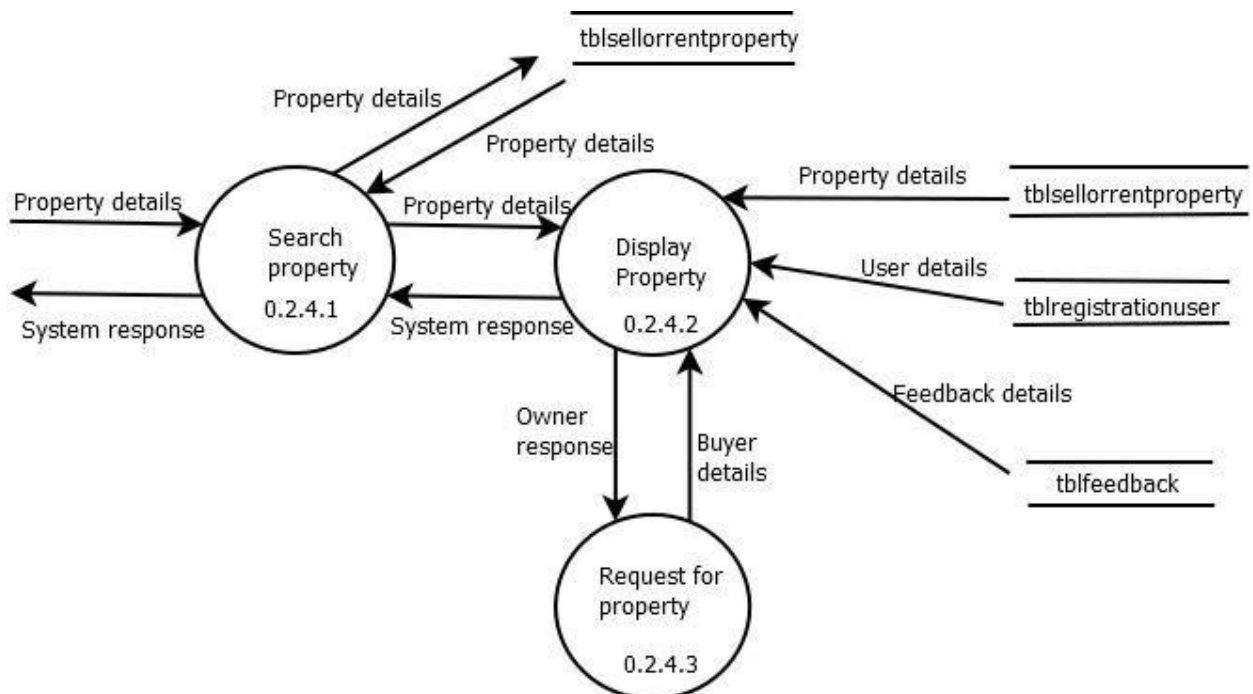 tblsellorrentproperty
Property details
Property details
Property details
Property details
Property details
tblsellorrentproperty
Search
property
0.2.4.1
Display
Property
0.2.4.2
User details
tblregistrationuser
System response
System response
Feedback details
Owner
response
Buyer
details
tblfeedback
Request for
property
0.2.4.3